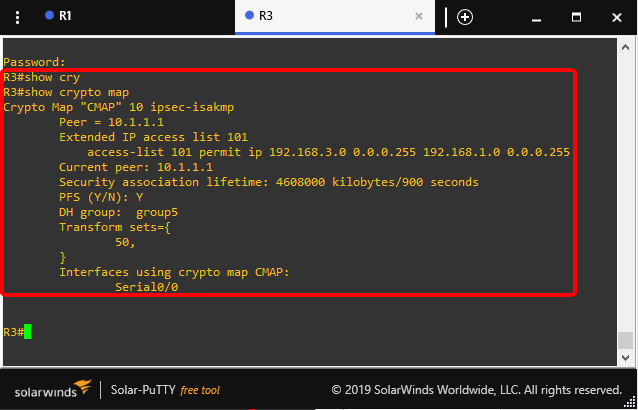 R1
R3
Password:
R3#show cry
R3#show crypto map
Crypto Map "CMAP" 10 ipsec-isakmp
Peer = 10.1.1.1
Extended IP access list 101
access-list 101 permit ip 192.168.3.0 0.0.0.255 192.168.1.0 0.0.0.255
Current peer: 10.1.1.1
Security association lifetime: 4608000 kilobytes/900 seconds
PFS (Y/N): Y
DH group:  group5
Transform sets={
50,
}
Interfaces using crypto map CMAP:
Serial0/0
R3#
solarwinds Solar-PuTTY free tool © 2019 SolarWinds Worldwide, LLC. All rights reserved.